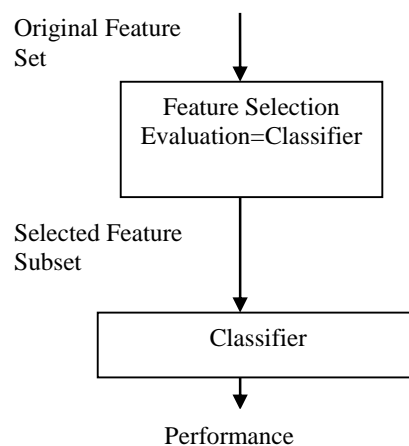 Original Feature
Set
Feature Selection
Evaluation=Classifier
Selected Feature
Subset
Classifier
Performance